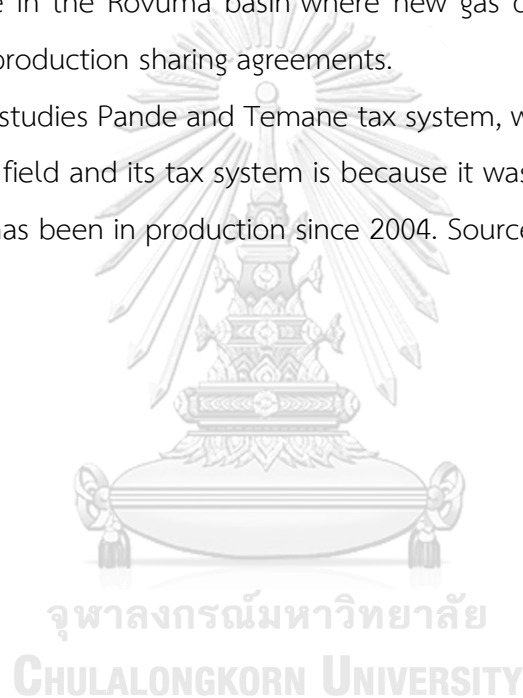 e in the Rovuma basin where new gas
production sharing agreements.
studies Pande and Temane tax system,
field and its tax system is because it was
has been in production since 2004. Source
จุฬาลงกรณ์มหาวิทยาลัย
CHULALONGKORN UNIVERSITY